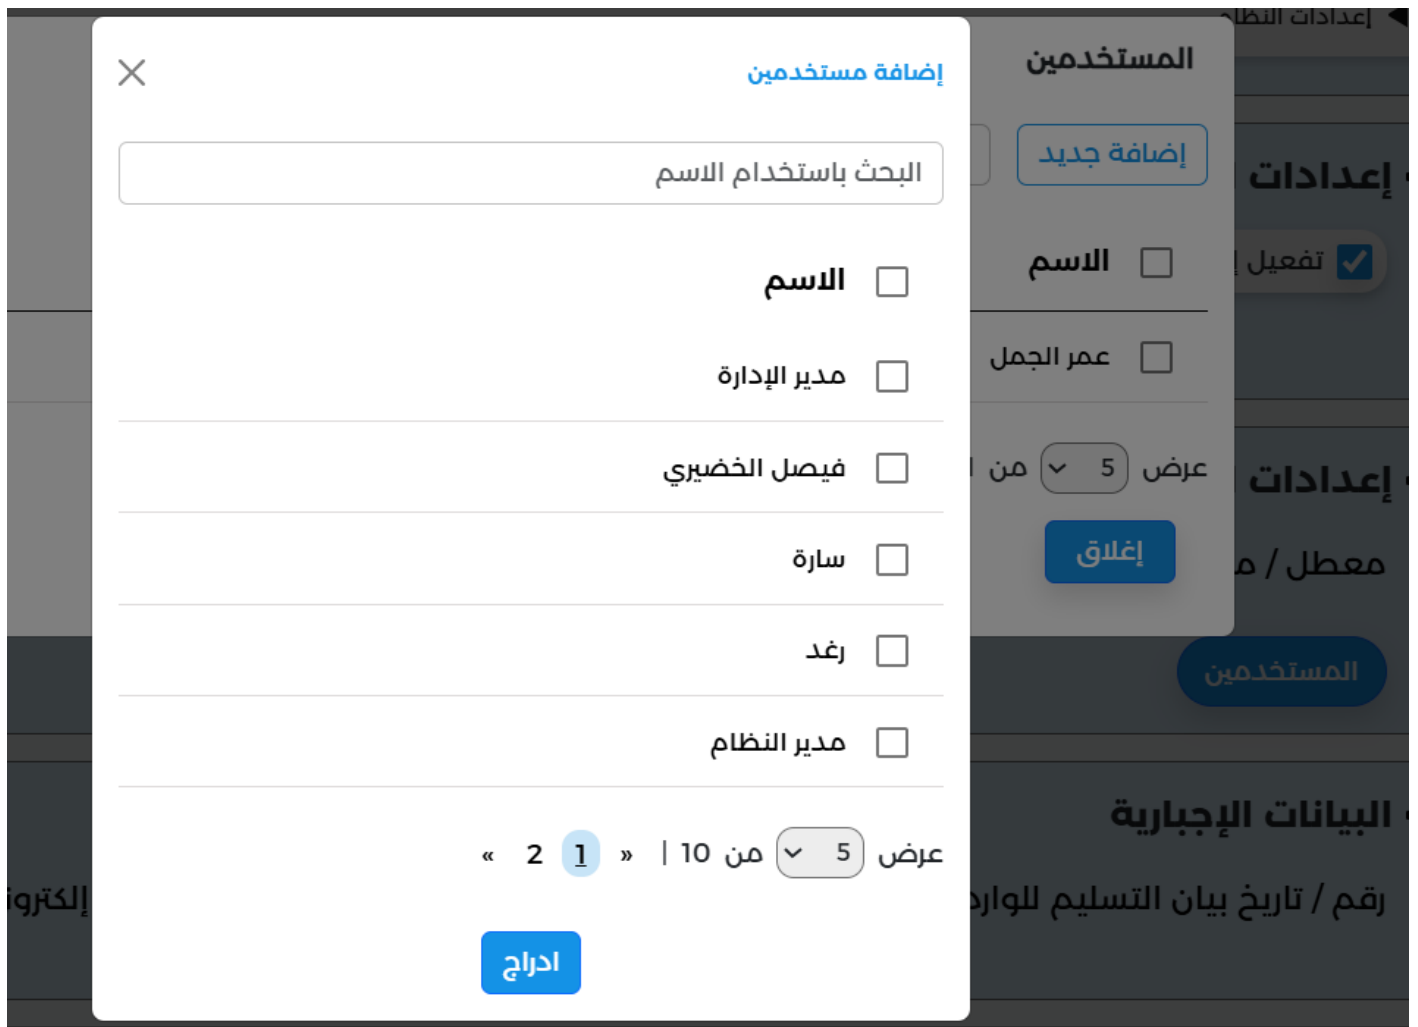 إعدادات النظام
المستخدمين
إضافة جديد
الاسم
عمر الجمل
عرض 5 من
إغلاق
إضافة مستخدمين
البحث باستخدام الاسم
الاسم
مدير الإدارة
فيصل الخضيري
سارة
رغد
مدير النظام
عرض 5 من 10 | « 1 2 »
ادراج
إعدادات
تفعيل
إعدادات
معطل /
المستخدمين
البيانات الإجبارية
رقم / تاريخ بيان التسليم للوارد